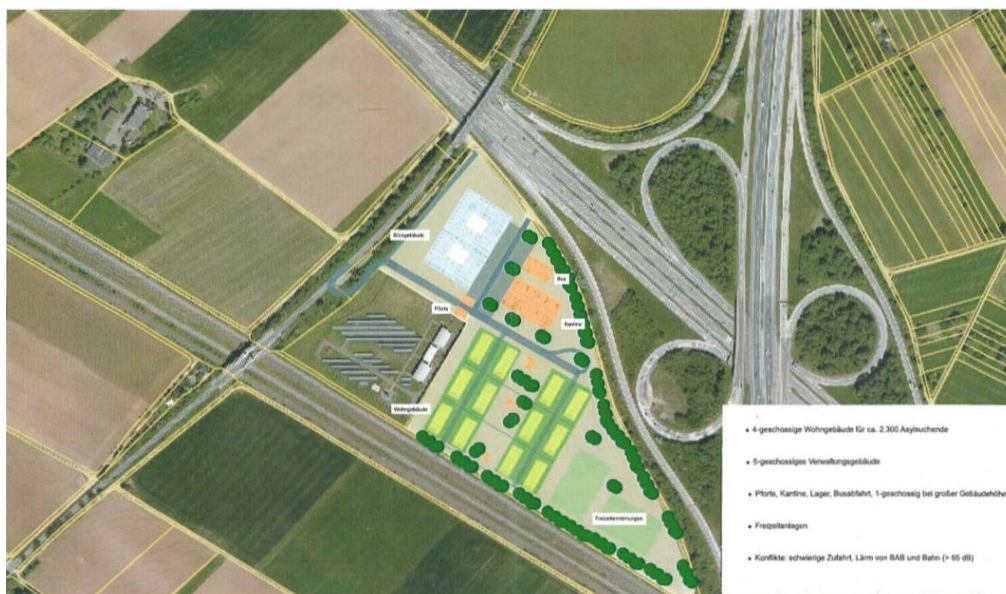 Bürogebäude
Bus
Pforte
Kantine
Wohngebäude
Freizeiteinrichtungen
• 4-geschossige Wohngebäude für ca. 2.300 Asylsuchende
• 5-geschossiges Verwaltungsgebäude
• Pforte, Kantine, Lager, Busabfahrt, 1-geschossig bei großer Gebäudehöhe
• Freizeitanlagen
• Konflikte: schwierige Zufahrt, Lärm von BAB und Bahn (> 65 dB)